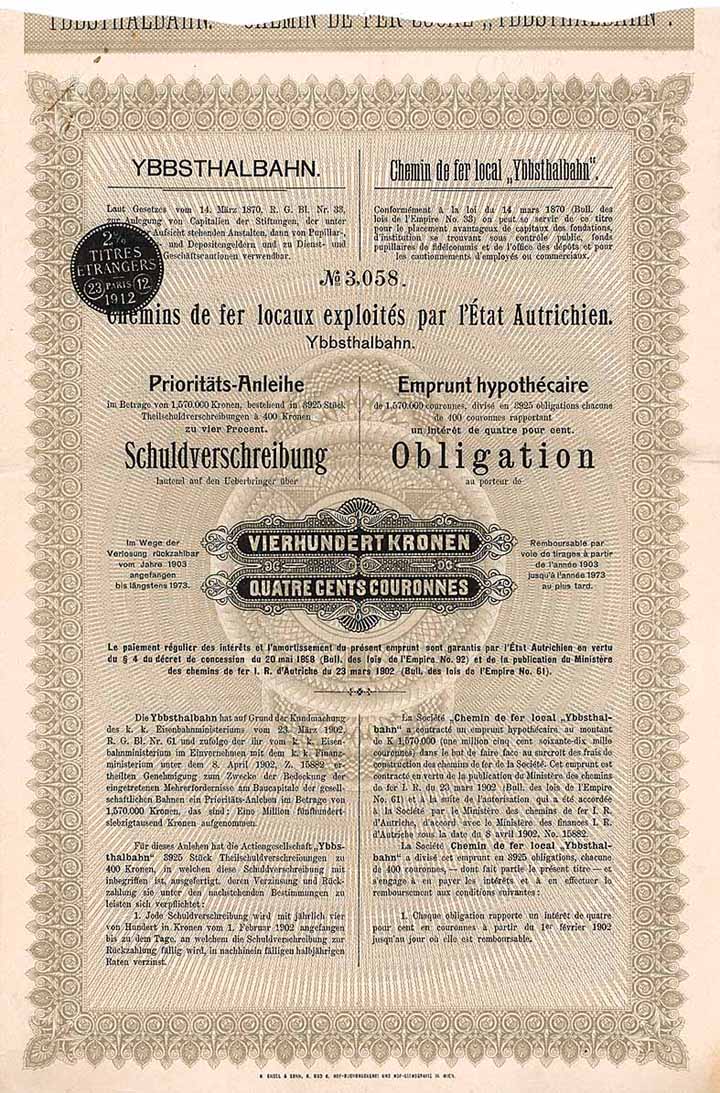 YBBSTHALBAHN. CHEMIN DE FER LOCAL „YBBSTHALBAHN".
YBBSTHALBAHN.
Laut Gesetzes vom 14. März 1870, R. G. Bl. Nr. 33,
zur Anlegung von Capitalien der Stiftungen, der unter
Aufsicht stehenden Anstalten, dann von Pupillar-,
und Depositengeldern und zu Dienst- und
Geschäftscautionen verwendbar.
Chemin de fer local „Ybbsthalbahn".
Conformément à la loi du 14 mars 1870 (Bull. des
lois de l'Empire No. 33) on peut se servir de ce titre
pour le placement avantageux de capitaux des fondations,
d'institution se trouvant sous contrôle public, fonds
pupillaires de fidéicommis et de l'office des dépôts et pour
les cautionnements d'employés ou commerciaux.
2%
TITRES
ETRANGERS
23 PARIS 12
1912
No 3,058.
Chemins de fer locaux exploités par l'État Autrichien.
Ybbsthalbahn.
Prioritäts-Anleihe
im Betrage von 1,570.000 Kronen, bestehend in 3925 Stück
Theilschuldverschreibungen à 400 Kronen
zu vier Procent.
Schuldverschreibung
lautend auf den Ueberbringer über
Emprunt hypothécaire
de 1,570.000 couronnes, divisé en 3925 obligations chacune
de 400 couronnes rapportant
un intérêt de quatre pour cent.
Obligation
au porteur de
Im Wege der
Verlosung rückzahlbar
vom Jahre 1903
angefangen
bis längstens 1973.
VIERHUNDERT KRONEN
QUATRE CENTS COURONNES
Remboursable par
voie de tirages à partir
de l'année 1903
jusqu'à l'année 1973
au plus tard.
Le paiement régulier des intérêts et l'amortissement du présent emprunt sont garantis par l'État Autrichien en vertu
du § 4 du décret de concession du 20 mai 1868 (Bull. des lois de l'Empire No. 92) et de la publication du Ministère
des chemins de fer I. R. d'Autriche du 23 mars 1902 (Bull. des lois de l'Empire No. 61).
Die Ybbsthalbahn hat auf Grund der Kundmachung
des k. k. Eisenbahnministeriums vom 23. März 1902,
R. G. Bl. Nr. 61 und zufolge der ihr vom k. k. Eisen-
bahnministerium im Einvernehmen mit dem k. k. Finanz-
ministerium unter dem 8. April 1902, Z. 15882 er-
theilten Genehmigung zum Zwecke der Bedeckung der
eingetretenen Mehrerfordernisse am Baucapitale der gesell-
schaftlichen Bahnen ein Prioritäts-Anlehen im Betrage von
1,570.000 Kronen, das sind: Eine Million fünfhundert-
siebzigtausend Kronen aufgenommen.
Für dieses Anlehen hat die Actiengesellschaft „Ybbs-
thalbahn" 3925 Stück Theilschuldverschreibungen zu
400 Kronen, in welchen diese Schuldverschreibung mit
inbegriffen ist, ausgefertigt, deren Verzinsung und Rück-
zahlung sie unter den nachstehenden Bestimmungen zu
leisten sich verpflichtet:
1. Jede Schuldverschreibung wird mit jährlich vier
von Hundert in Kronen vom 1. Februar 1902 angefangen
bis zu dem Tage, an welchem die Schuldverschreibung zur
Rückzahlung fällig wird, in nachhinein fälligen halbjährigen
Raten verzinst.
La Société „Chemin de fer local „Ybbsthal-
bahn" a contracté un emprunt hypothécaire au montant
de K 1,570.000 (one million cinq cent soixante-dix mille
couronnes) dans le but de faire face au surcroît des frais de
construction des chemins de fer de la Société. Cet emprunt est
contracté en vertu de la publication du Ministère des chemins
de fer I. R. du 23 mars 1902 (Bull. des lois de l'Empire
No. 61) et à la suite de l'autorisation qui a été accordée
à la Société par le Ministère des chemins de fer I. R.
d'Autriche, d'accord avec le Ministère des finances I. R.
d'Autriche sous la date du 8 avril 1902, No. 15882.
La Société Chemin de fer local „Ybbsthal-
bahn" a divisé cet emprunt en 3925 obligations, chacune
de 400 couronnes, — dont fait partie le présent titre — et
s'engage à en payer les intérêts et à en effectuer le
remboursement aux conditions suivantes:
1. Chaque obligation rapporte un intérêt de quatre
pour cent en couronnes à partir du 1er février 1902
jusqu'au jour où elle est remboursable.
R. ENGEL & SOHN, K. UND K. HOF-BUCHDRUCKEREI UND HOF-LITHOGRAPHIE IN WIEN.